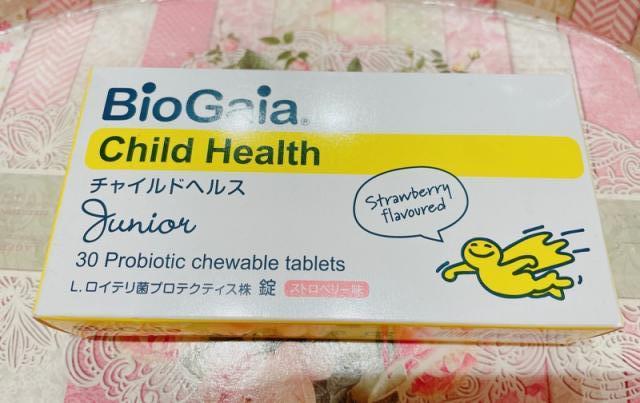 BioGaia®
Child Health
チャイルドヘルス
Junior
Strawberry
flavoured
30 Probiotic chewable tablets
L.ロイテリ菌プロテクティス株 錠 ストロベリー味
BioGaia